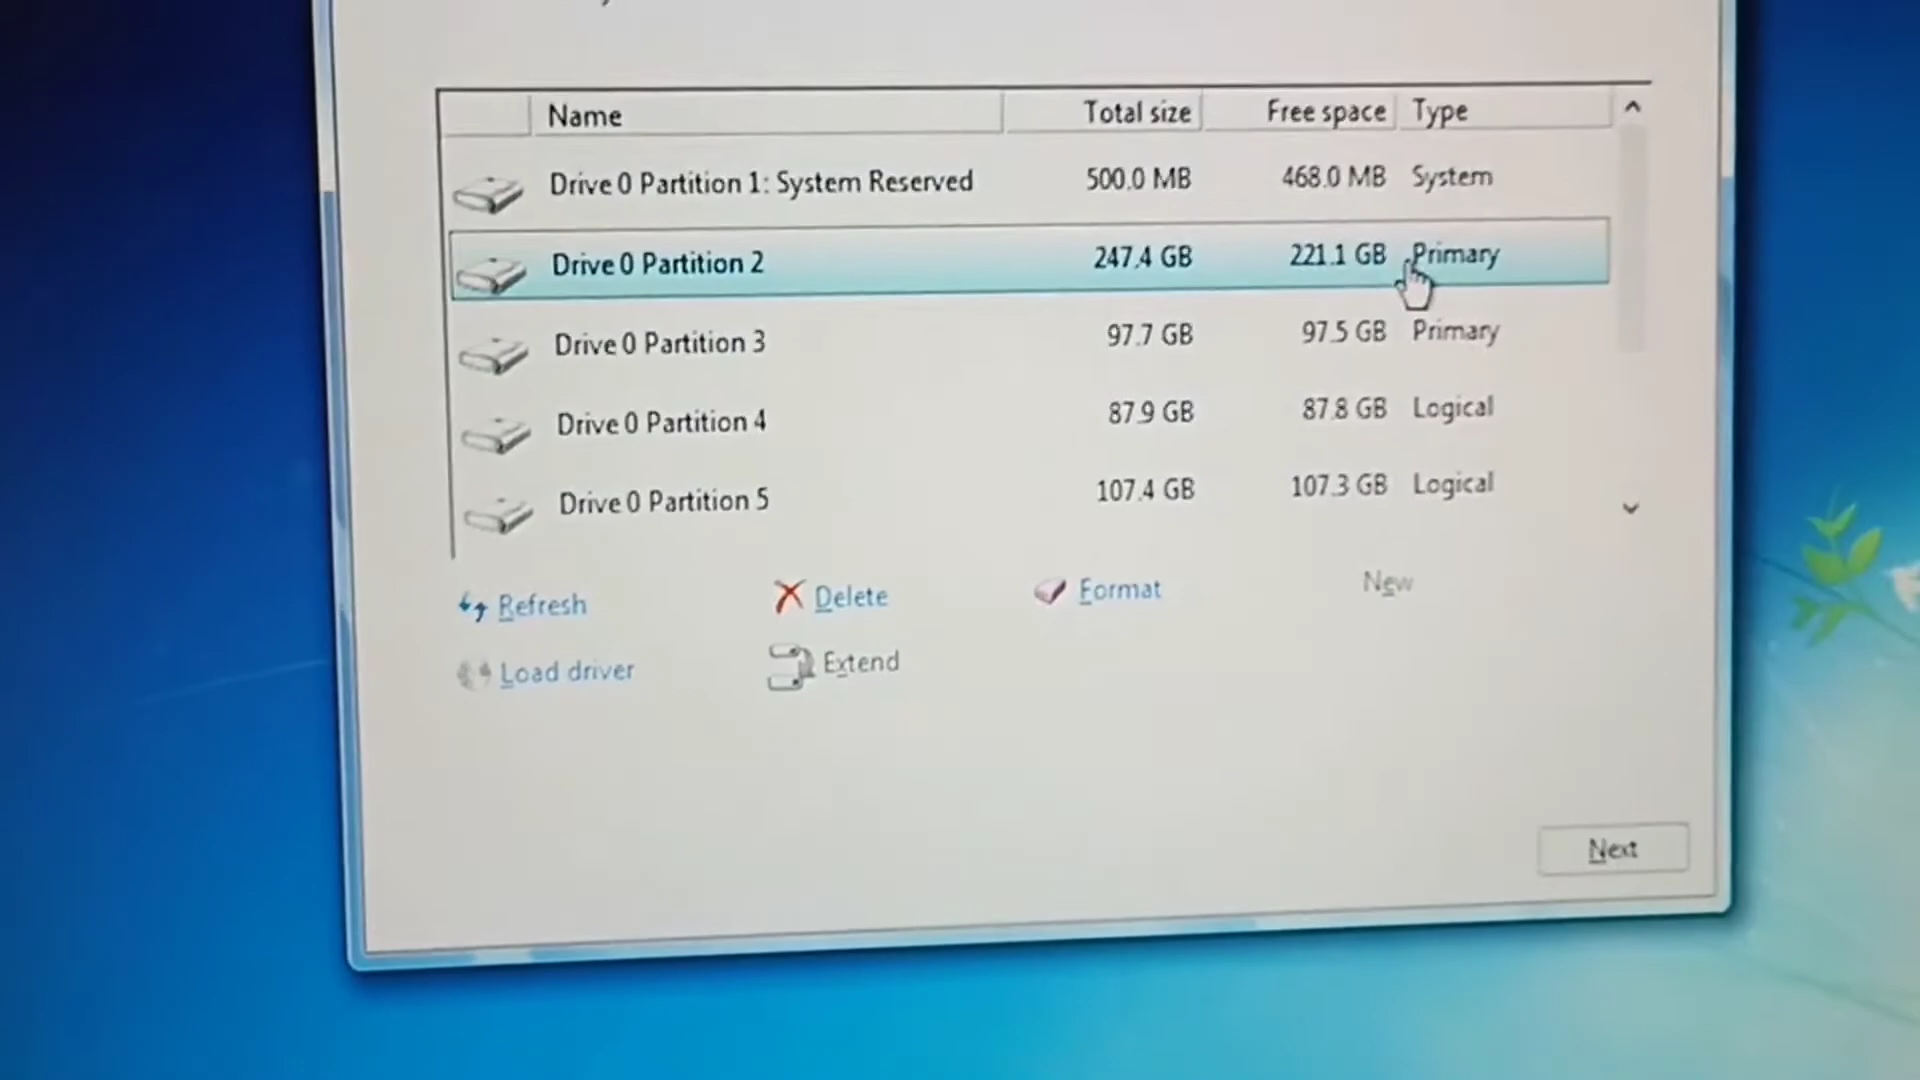 Name Total size Free space Type
Drive 0 Partition 1: System Reserved 500.0 MB 468.0 MB System
Drive 0 Partition 2 247.4 GB 221.1 GB Primary
Drive 0 Partition 3 97.7 GB 97.5 GB Primary
Drive 0 Partition 4 87.9 GB 87.8 GB Logical
Drive 0 Partition 5 107.4 GB 107.3 GB Logical
Refresh Delete Format New
Load driver Extend
Next